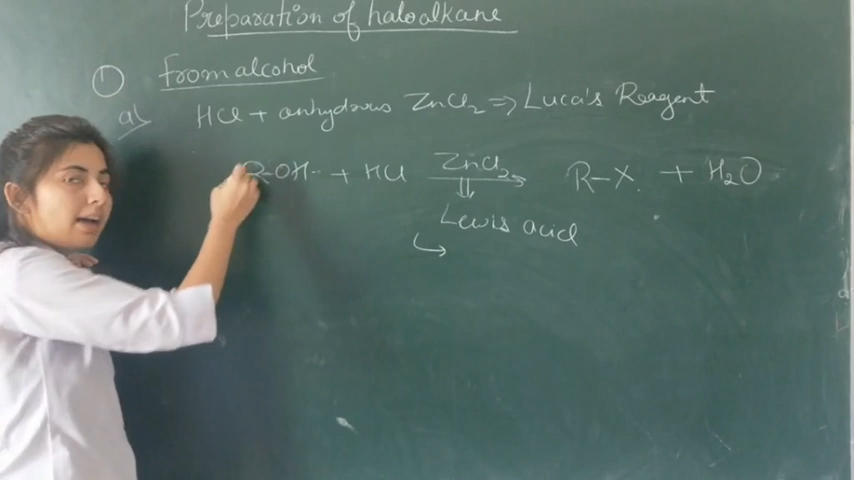 Preparation of haloalkane
① From alcohol
a) HCl + anhydrous ZnCl₂ ⇒ Luca's Reagent
R-OH + HCl ZnCl₂ → R-X + H₂O
⇓
Lewis acid
↳